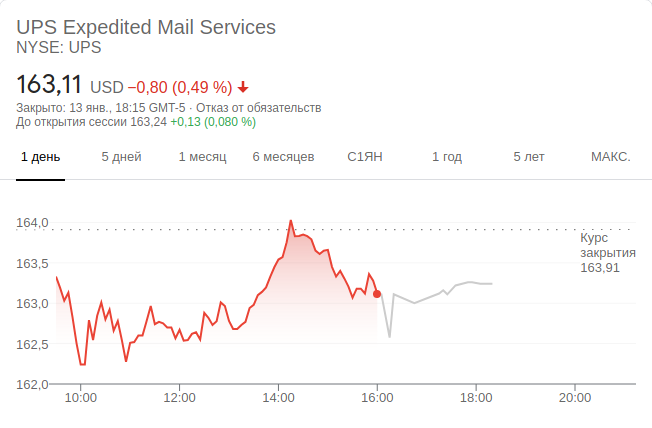 UPS Expedited Mail Services
NYSE: UPS
163,11 USD −0,80 (0,49 %)
Закрыто: 13 янв., 18:15 GMT-5 · Отказ от обязательств
До открытия сессии 163,24 +0,13 (0,080 %)
1 день 5 дней 1 месяц 6 месяцев С1ЯН 1 год 5 лет МАКС.
164,0
Курс
закрытия
163,91
163,5
163,0
162,5
162,0
10:00 12:00 14:00 16:00 18:00 20:00